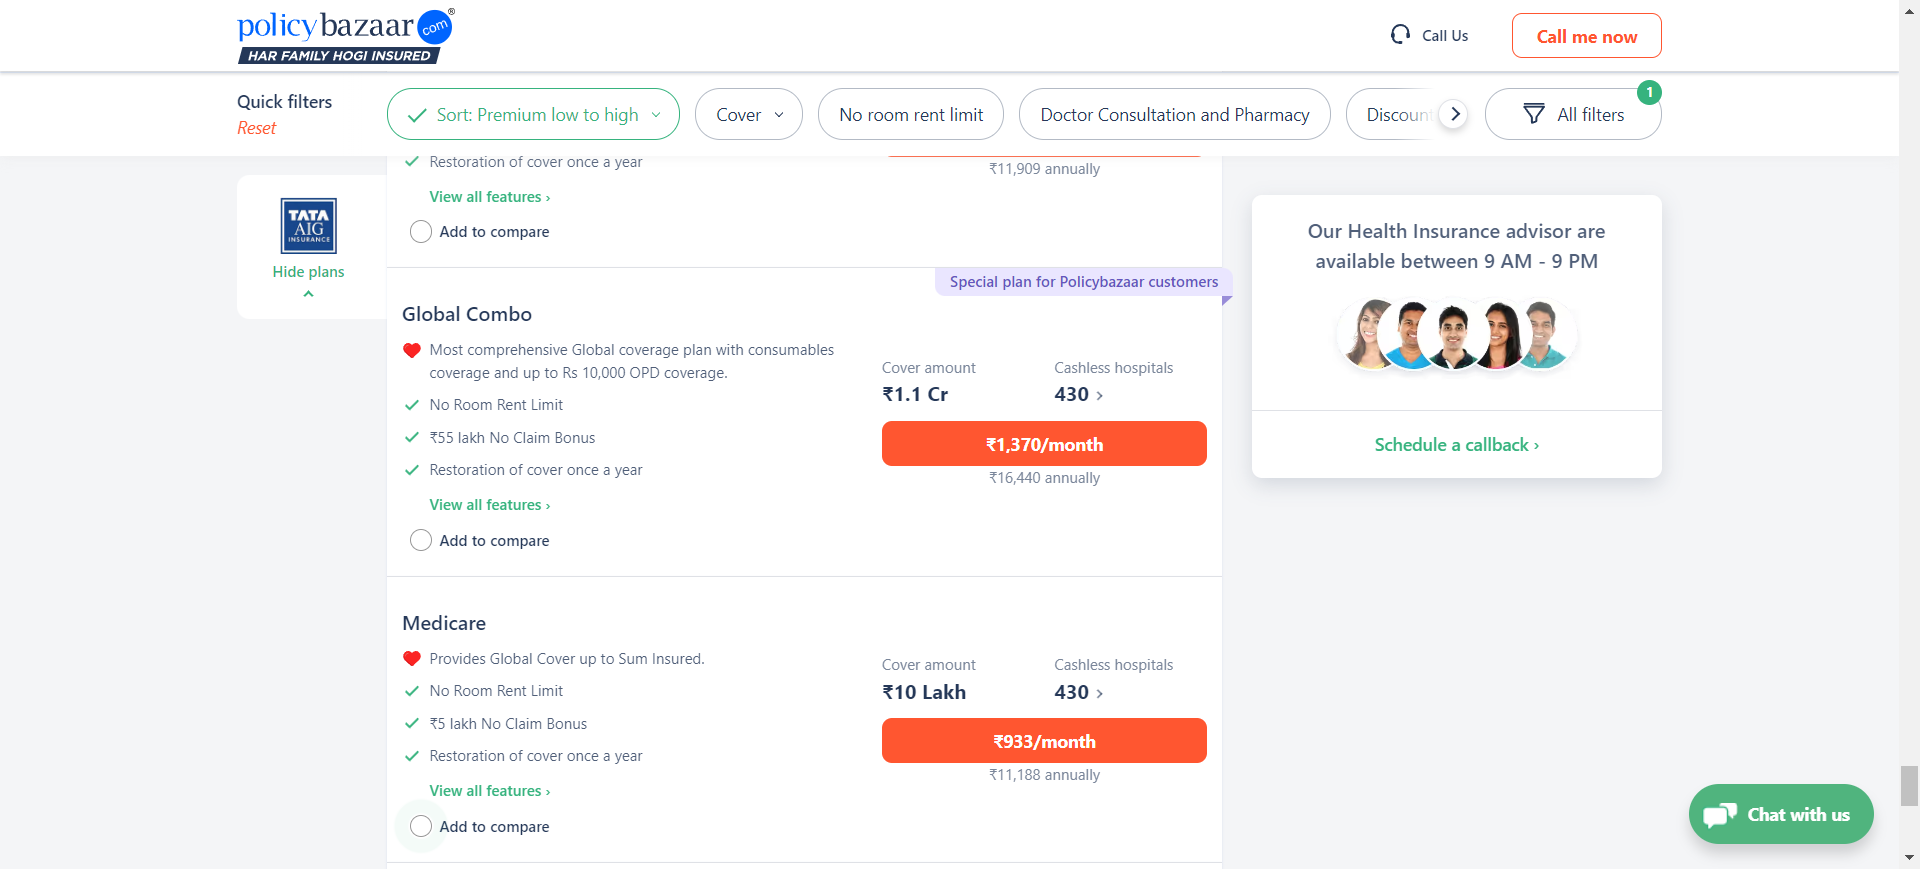 policybazaar.com®
HAR FAMILY HOGI INSURED
Call Us
Call me now
Quick filters
Reset
Sort: Premium low to high
Cover
No room rent limit
Doctor Consultation and Pharmacy
Discount
All filters
1
Restoration of cover once a year
₹11,909 annually
View all features ›
Add to compare
TATA
AIG
INSURANCE
Hide plans
Special plan for Policybazaar customers
Global Combo
Most comprehensive Global coverage plan with consumables
coverage and up to Rs 10,000 OPD coverage.
No Room Rent Limit
₹55 lakh No Claim Bonus
Restoration of cover once a year
View all features ›
Add to compare
Cover amount
₹1.1 Cr
Cashless hospitals
430 ›
₹1,370/month
₹16,440 annually
Medicare
Provides Global Cover up to Sum Insured.
No Room Rent Limit
₹5 lakh No Claim Bonus
Restoration of cover once a year
View all features ›
Add to compare
Cover amount
₹10 Lakh
Cashless hospitals
430 ›
₹933/month
₹11,188 annually
Our Health Insurance advisor are
available between 9 AM - 9 PM
Schedule a callback ›
Chat with us